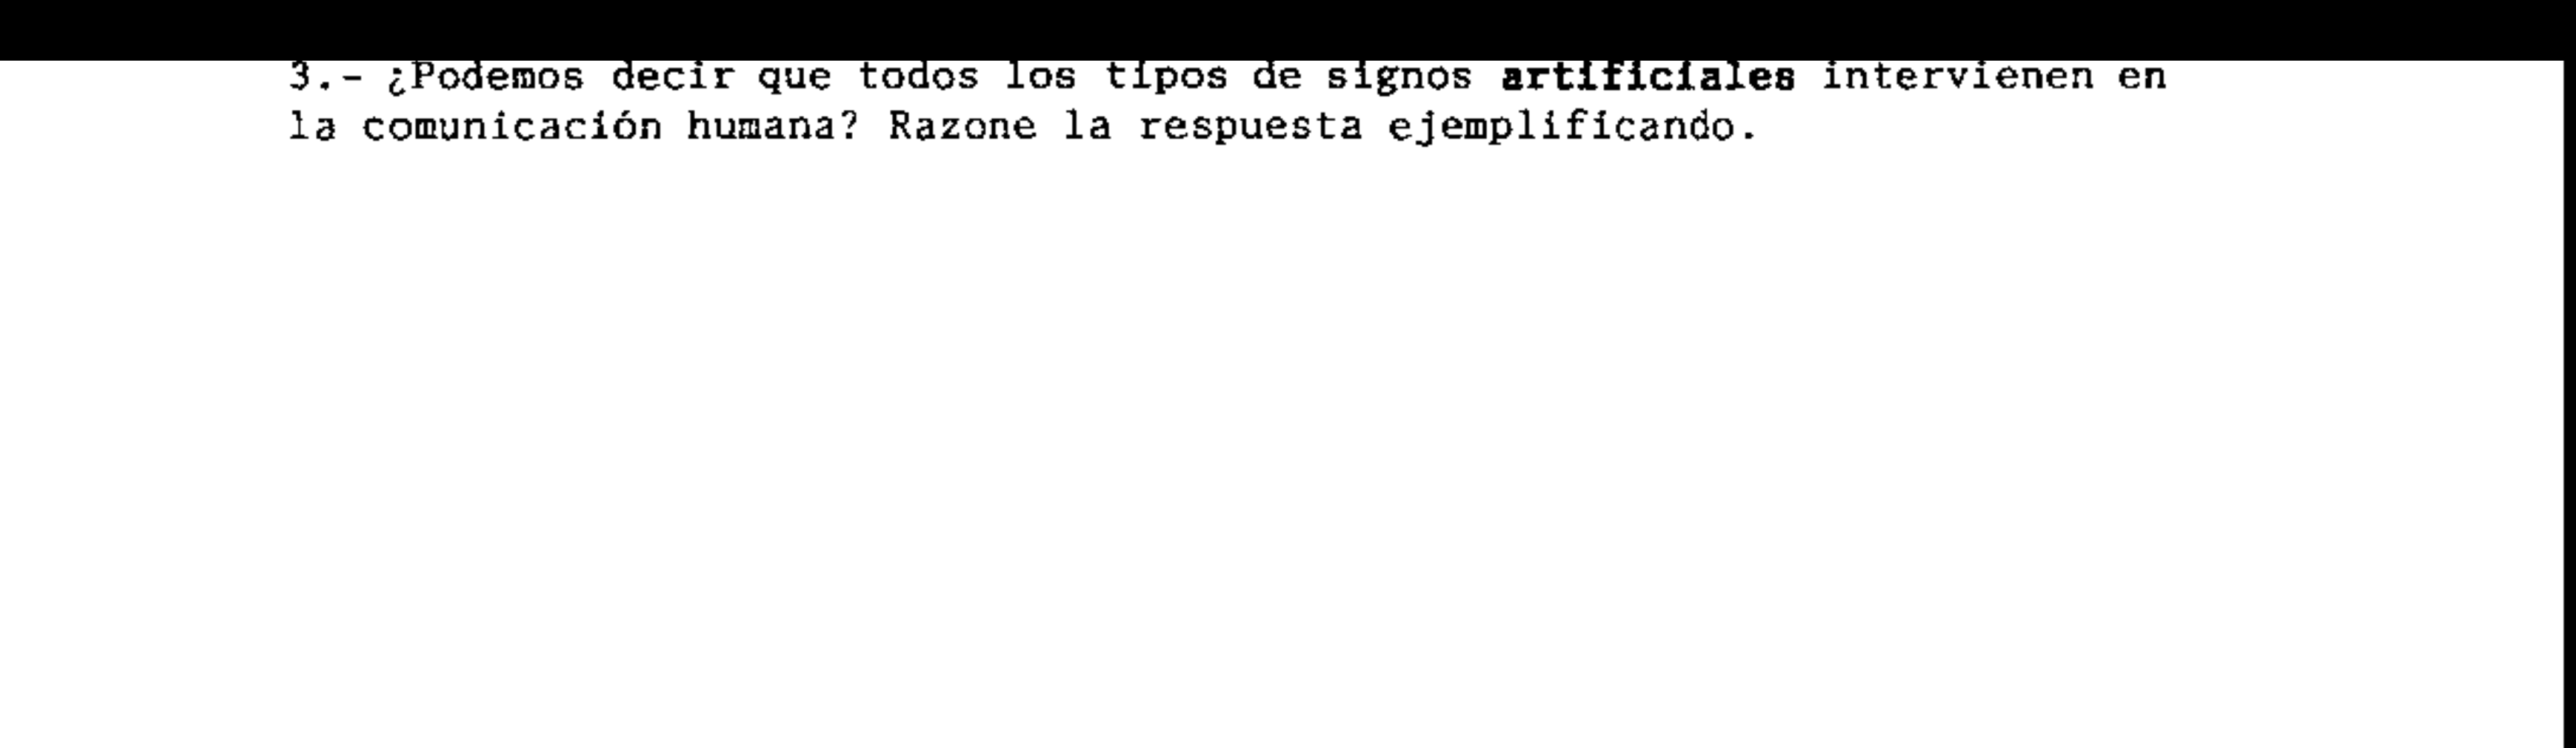 3.- ¿Podemos decir que todos los tipos de signos artificiales intervienen en
la comunicación humana? Razone la respuesta ejemplificando.